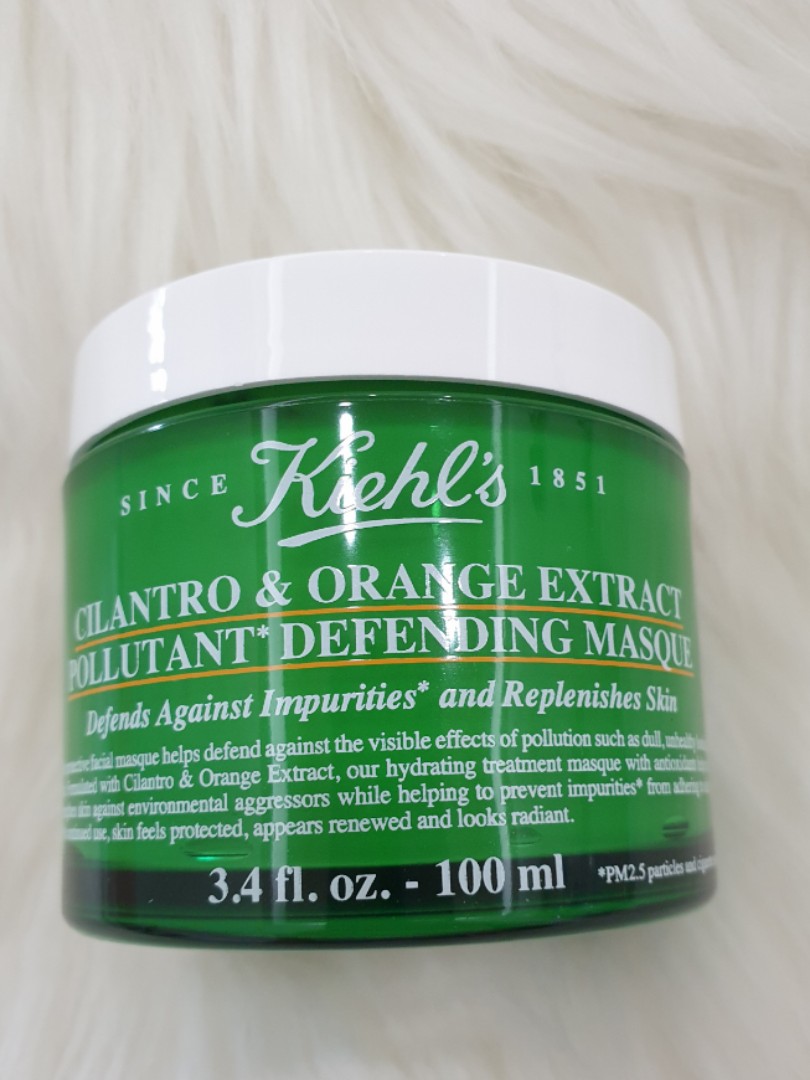 SINCE Kiehl's 1851
CILANTRO & ORANGE EXTRACT
POLLUTANT* DEFENDING MASQUE
Defends Against Impurities* and Replenishes Skin
facial masque helps defend against the visible effects of pollution such as dull,
with Cilantro & Orange Extract, our hydrating treatment masque with
skin against environmental aggressors while helping to prevent impurities* from
use, skin feels protected, appears renewed and looks radiant.
3.4 fl. oz. - 100 ml
*PM2.5 particles and